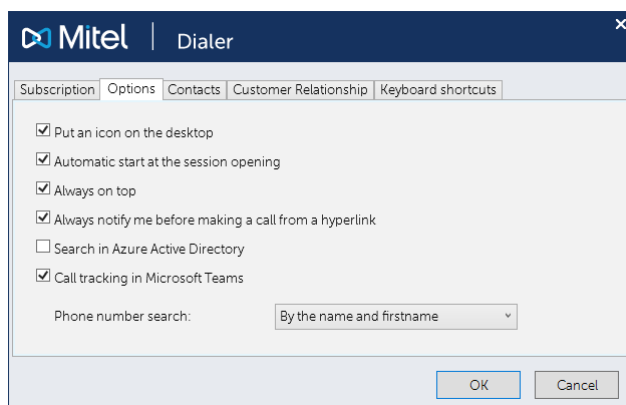 Mitel | Dialer
Subscription Options Contacts Customer Relationship Keyboard shortcuts
Put an icon on the desktop
Automatic start at the session opening
Always on top
Always notify me before making a call from a hyperlink
Search in Azure Active Directory
Call tracking in Microsoft Teams
Phone number search: By the name and firstname
OK Cancel